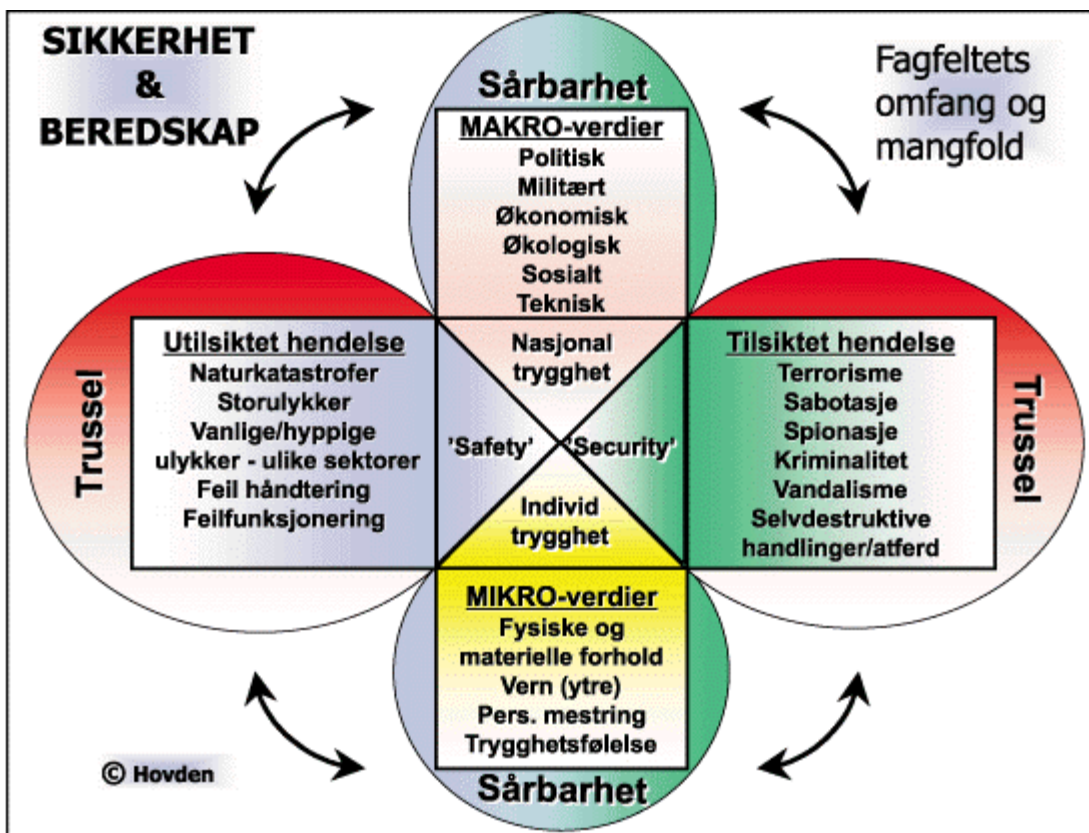 SIKKERHET
&
BEREDSKAP
Fagfeltets
omfang og
mangfold
Sårbarhet
MAKRO-verdier
Politisk
Militært
Økonomisk
Økologisk
Sosialt
Teknisk
Trussel
Utilsiktet hendelse
Naturkatastrofer
Storulykker
Vanlige/hyppige
ulykker - ulike sektorer
Feil håndtering
Feilfunksjonering
Nasjonal
trygghet
'Safety'
'Security'
Individ
trygghet
Tilsiktet hendelse
Terrorisme
Sabotasje
Spionasje
Kriminalitet
Vandalisme
Selvdestruktive
handlinger/atferd
Trussel
MIKRO-verdier
Fysiske og
materielle forhold
Vern (ytre)
Pers. mestring
Trygghetsfølelse
Sårbarhet
© Hovden